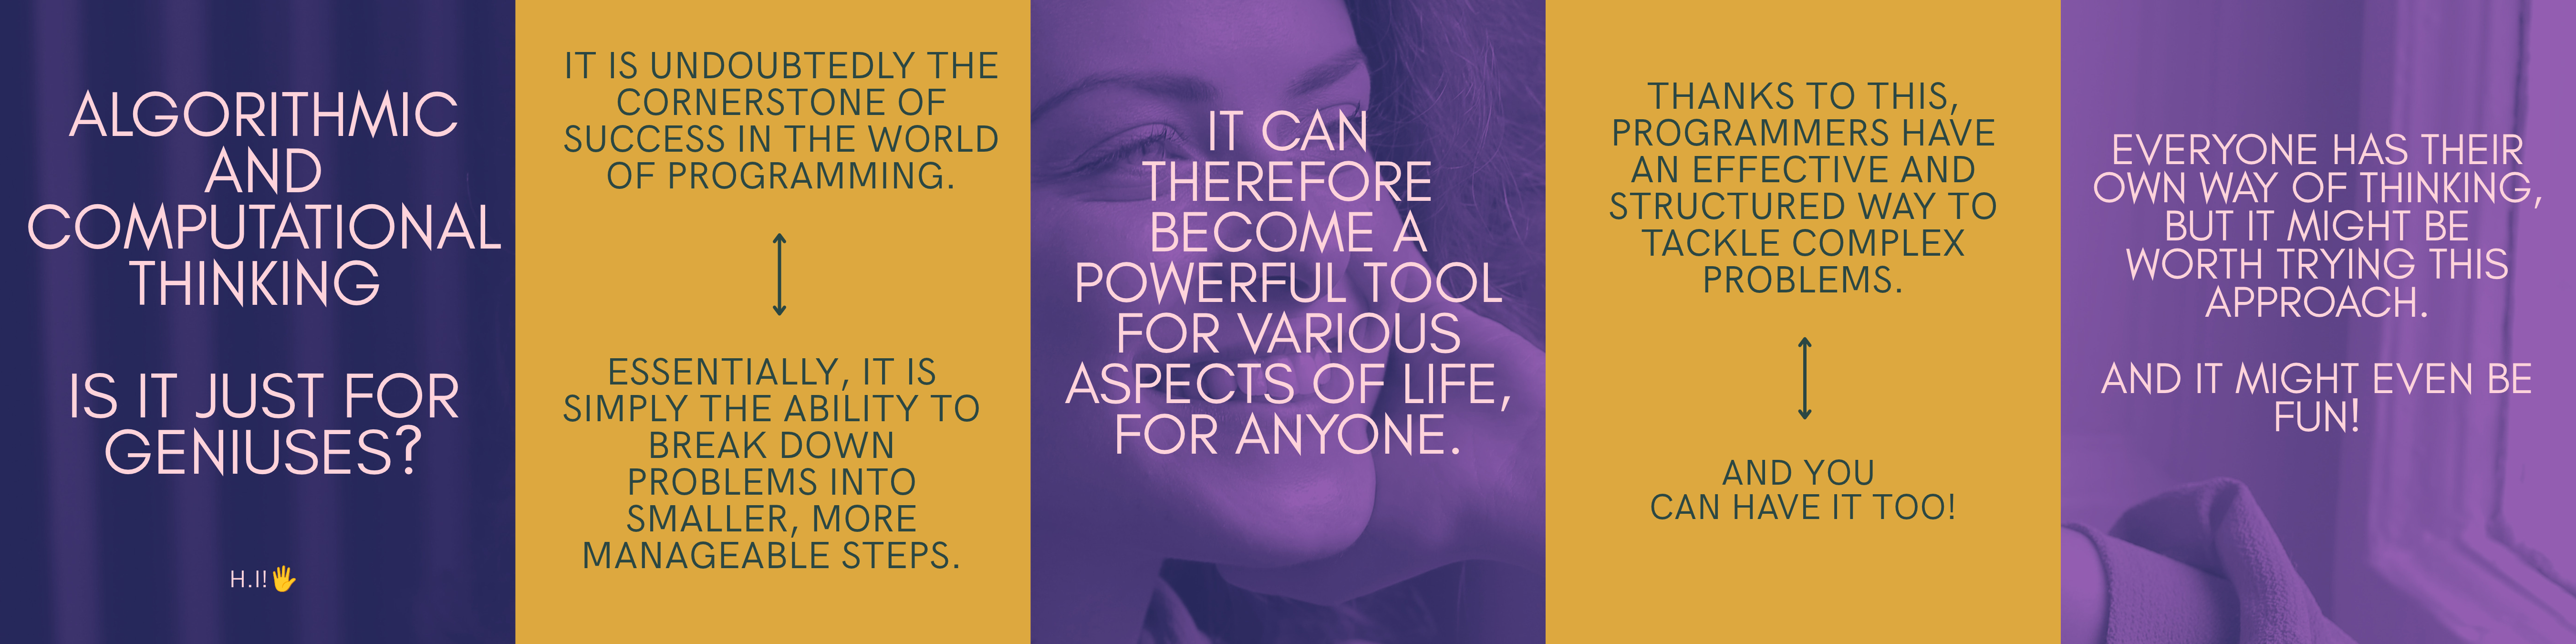 ALGORITHMIC
AND
COMPUTATIONAL
THINKING
IS IT JUST FOR
GENIUSES?
H.I!🖐
IT IS UNDOUBTEDLY THE
CORNERSTONE OF
SUCCESS IN THE WORLD
OF PROGRAMMING.
ESSENTIALLY, IT IS
SIMPLY THE ABILITY TO
BREAK DOWN
PROBLEMS INTO
SMALLER, MORE
MANAGEABLE STEPS.
IT CAN
THEREFORE
BECOME A
POWERFUL TOOL
FOR VARIOUS
ASPECTS OF LIFE,
FOR ANYONE.
THANKS TO THIS,
PROGRAMMERS HAVE
AN EFFECTIVE AND
STRUCTURED WAY TO
TACKLE COMPLEX
PROBLEMS.
AND YOU
CAN HAVE IT TOO!
EVERYONE HAS THEIR
OWN WAY OF THINKING,
BUT IT MIGHT BE
WORTH TRYING THIS
APPROACH.
AND IT MIGHT EVEN BE
FUN!